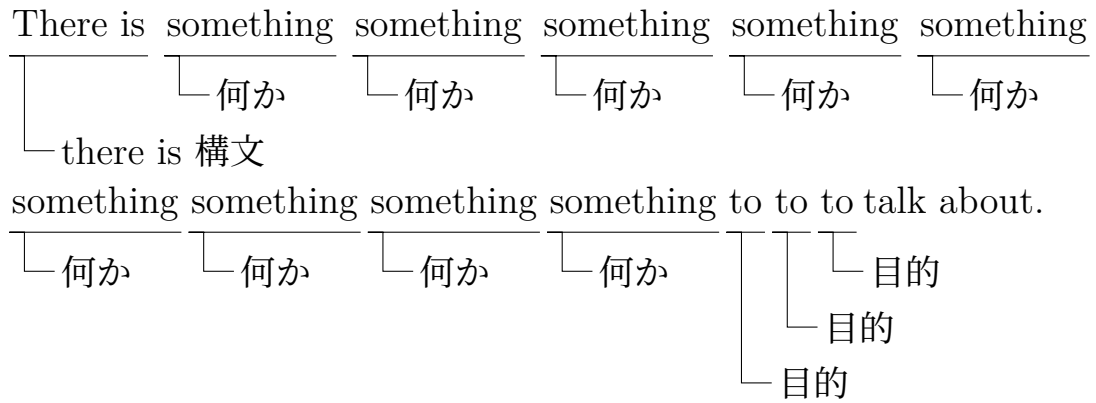 There is something something something something something
何か 何か 何か 何か 何か
there is 構文
something something something something to to to talk about.
何か 何か 何か 何か 目的
目的
目的